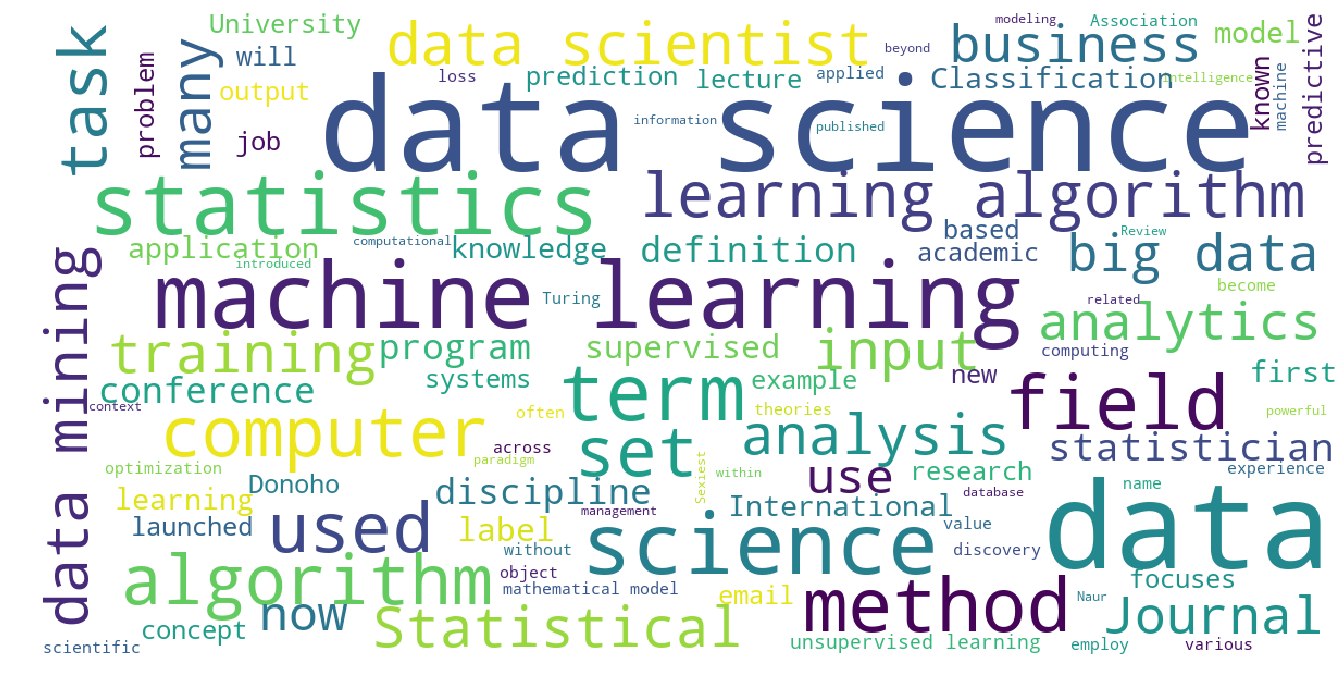 task
problem
many
University
will
output
job
data scientist
modeling
beyond
business
Association
model
loss
prediction
lecture
applied
Classification
intelligence
known
machine
predictive
data science
information
published
statistics
learning algorithm
application
computational
knowledge
definition
based
academic
Review
big data
introduced
machine learning
Turing
become
related
analytics
data mining
training
program
supervised
input
computing
conference
systems
example
new
first
context
term
field
computer
often
theories
powerful
set
analysis
across
statistician
optimization
paradigm
Sexiest
within
use
research
experience
learning
Donoho
discipline
International
database
name
launched
used
label
management
science
value
data
without
discovery
algorithm
object
mathematical model
email
method
focuses
Naur
Journal
now
concept
Statistical
unsupervised learning
employ
various
scientific